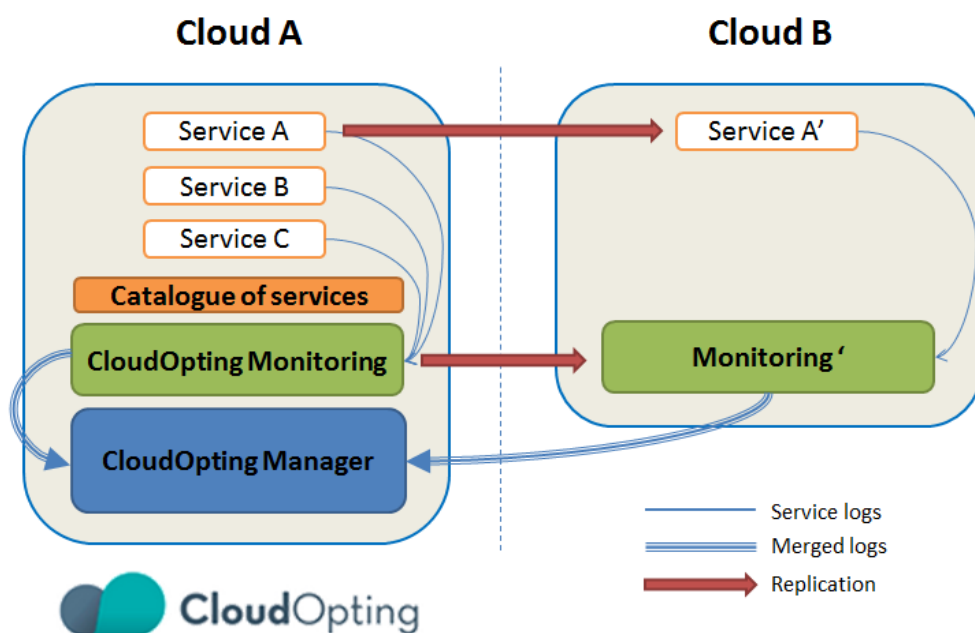 Cloud A
Cloud B
Service A
Service A’
Service B
Service C
Catalogue of services
CloudOpting Monitoring
Monitoring ‘
CloudOpting Manager
Service logs
Merged logs
Replication
CloudOpting